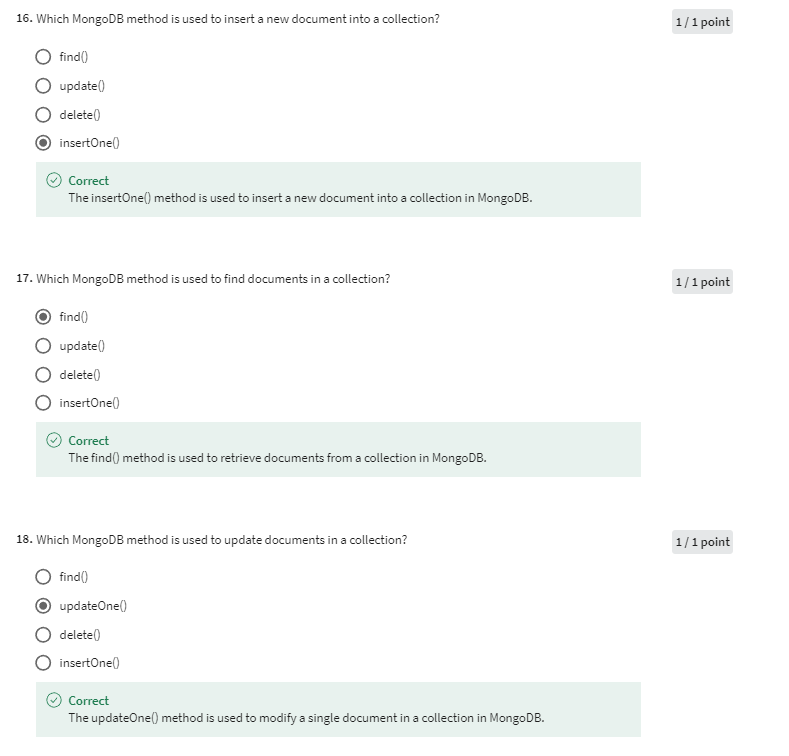 16. Which MongoDB method is used to insert a new document into a collection?
1 / 1 point
find()
update()
delete()
insertOne()
Correct
The insertOne() method is used to insert a new document into a collection in MongoDB.
17. Which MongoDB method is used to find documents in a collection?
1 / 1 point
find()
update()
delete()
insertOne()
Correct
The find() method is used to retrieve documents from a collection in MongoDB.
18. Which MongoDB method is used to update documents in a collection?
1 / 1 point
find()
updateOne()
delete()
insertOne()
Correct
The updateOne() method is used to modify a single document in a collection in MongoDB.